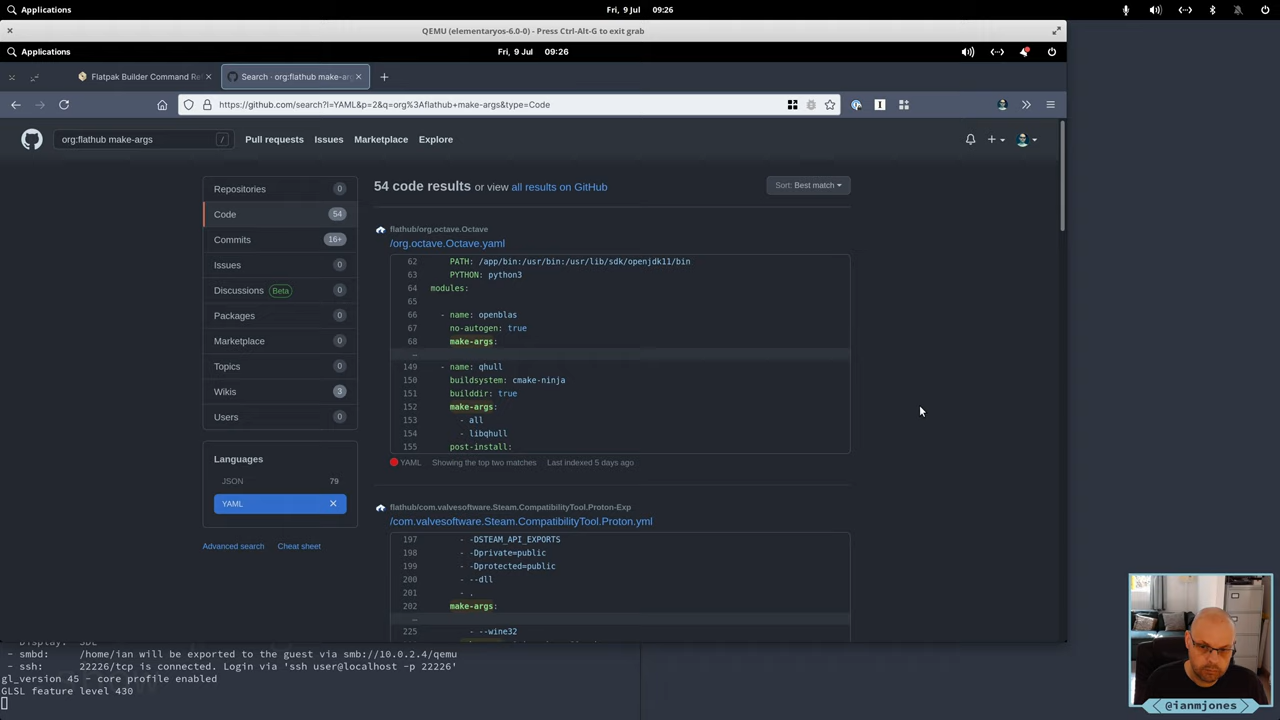 Applications
Fri, 9 Jul 09:26
QEMU (elementaryos-6.0-0) - Press Ctrl-Alt-G to exit grab
Applications
Fri, 9 Jul 09:26
Flatpak Builder Command Re
Search · org:flathub make-arg
https://github.com/search?l=YAML&p=2&q=org%3Aflathub+make-args&type=Code
org:flathub make-args
/
Pull requests
Issues
Marketplace
Explore
Repositories 0
Code 54
Commits 16+
Issues 0
Discussions Beta 0
Packages 0
Marketplace 0
Topics 0
Wikis 3
Users 0
Languages
JSON 79
YAML
Advanced search
Cheat sheet
54 code results or view all results on GitHub
Sort: Best match
flathub/org.octave.Octave
/org.octave.Octave.yaml
62 PATH: /app/bin:/usr/bin:/usr/lib/sdk/openjdk11/bin
63 PYTHON: python3
64 modules:
65
66 - name: openblas
67 no-autogen: true
68 make-args:
…
149 - name: qhull
150 buildsystem: cmake-ninja
151 builddir: true
152 make-args:
153 - all
154 - libqhull
155 post-install:
YAML Showing the top two matches Last indexed 5 days ago
flathub/com.valvesoftware.Steam.CompatibilityTool.Proton-Exp
/com.valvesoftware.Steam.CompatibilityTool.Proton.yml
197 - -DSTEAM_API_EXPORTS
198 - -Dprivate=public
199 - -Dprotected=public
200 - --dll
201 - .
202 make-args:
…
225 - --wine32
- smbd: /home/ian will be exported to the guest via smb://10.0.2.4/qemu
- ssh: 22226/tcp is connected. Login via 'ssh user@localhost -p 22226'
gl_version 45 - core profile enabled
GLSL feature level 430
@ianmjones